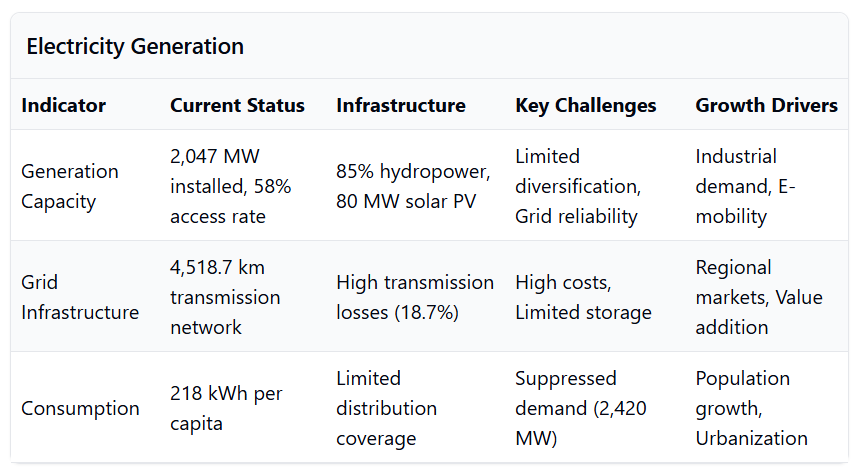 Electricity Generation
Indicator Current Status Infrastructure Key Challenges Growth Drivers
Generation Capacity 2,047 MW installed, 58% access rate 85% hydropower, 80 MW solar PV Limited diversification, Grid reliability Industrial demand, E-mobility
Grid Infrastructure 4,518.7 km transmission network High transmission losses (18.7%) High costs, Limited storage Regional markets, Value addition
Consumption 218 kWh per capita Limited distribution coverage Suppressed demand (2,420 MW) Population growth, Urbanization